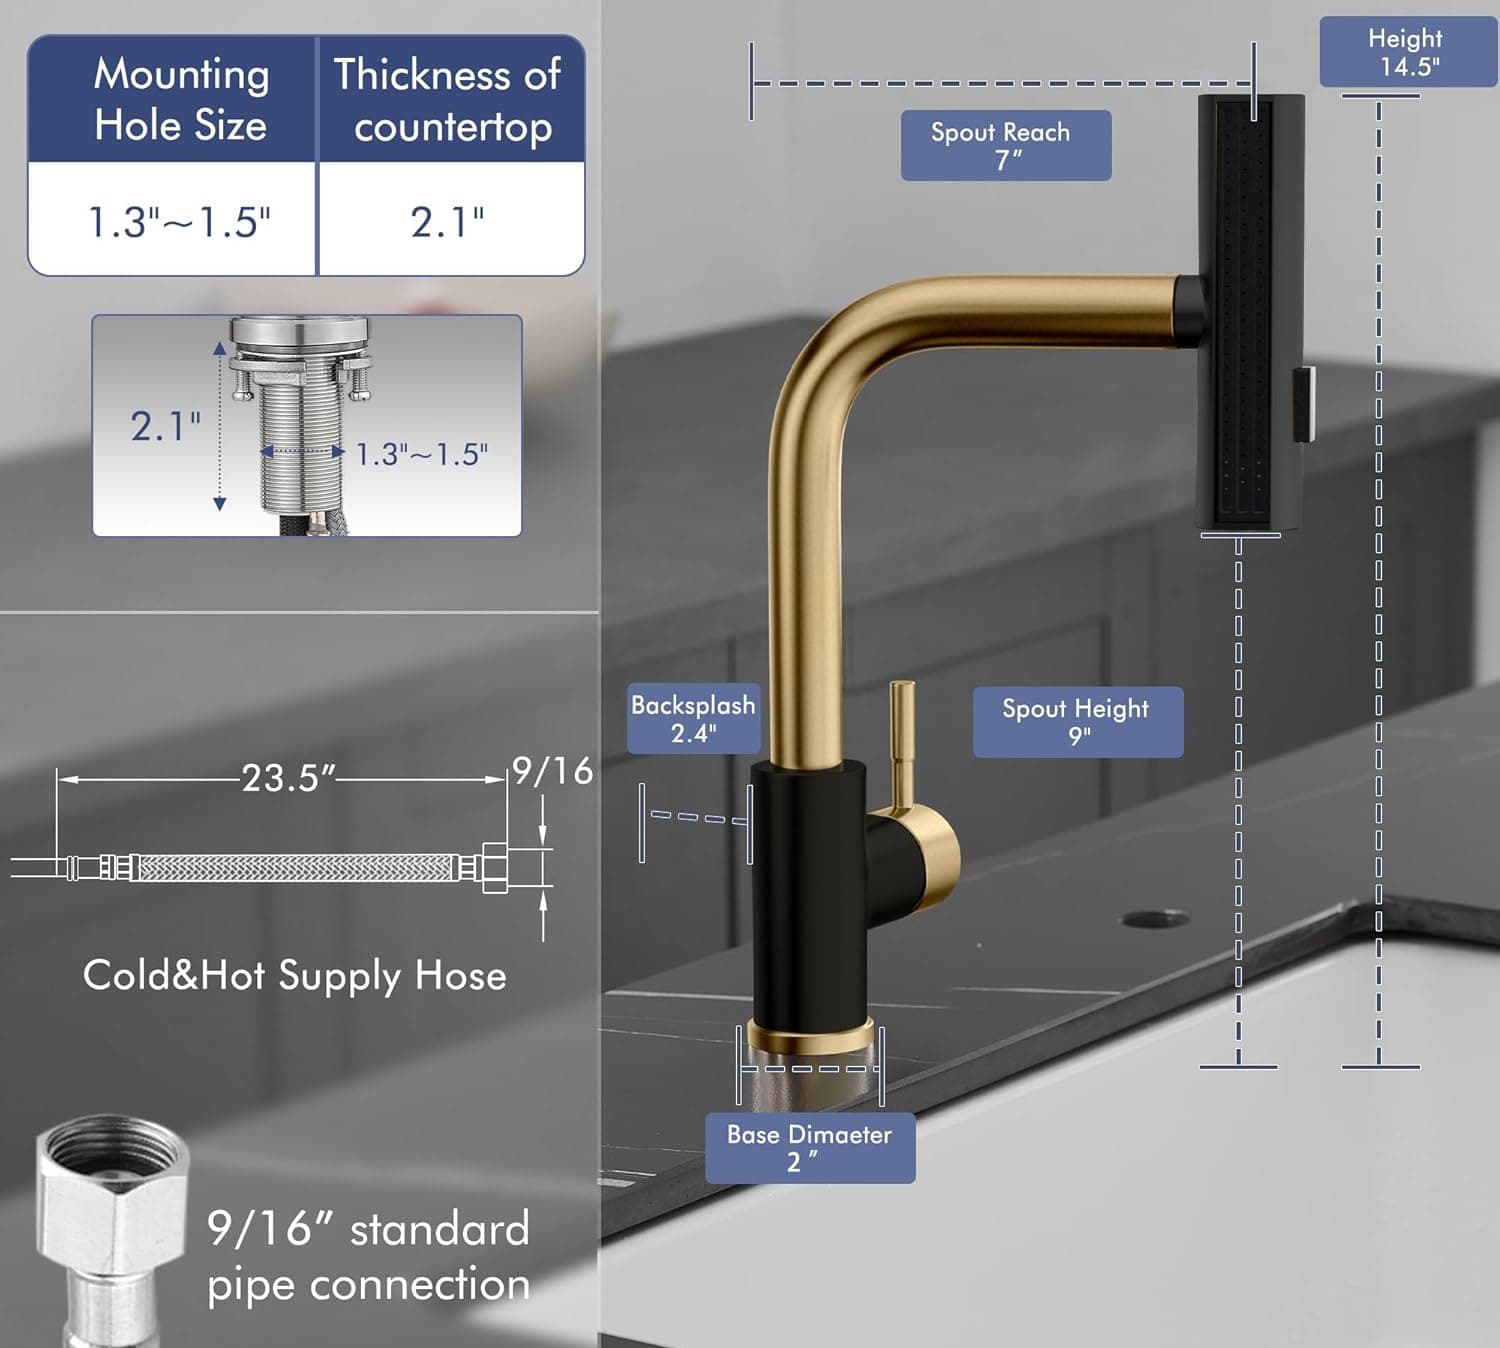 Mounting
Hole Size
Thickness of
countertop
1.3"~1.5"
2.1"
2.1"
1.3"~1.5"
23.5”
9/16
Cold&Hot Supply Hose
9/16” standard
pipe connection
Height
14.5"
Spout Reach
7”
Backsplash
2.4"
Spout Height
9"
Base Dimaeter
2 ”